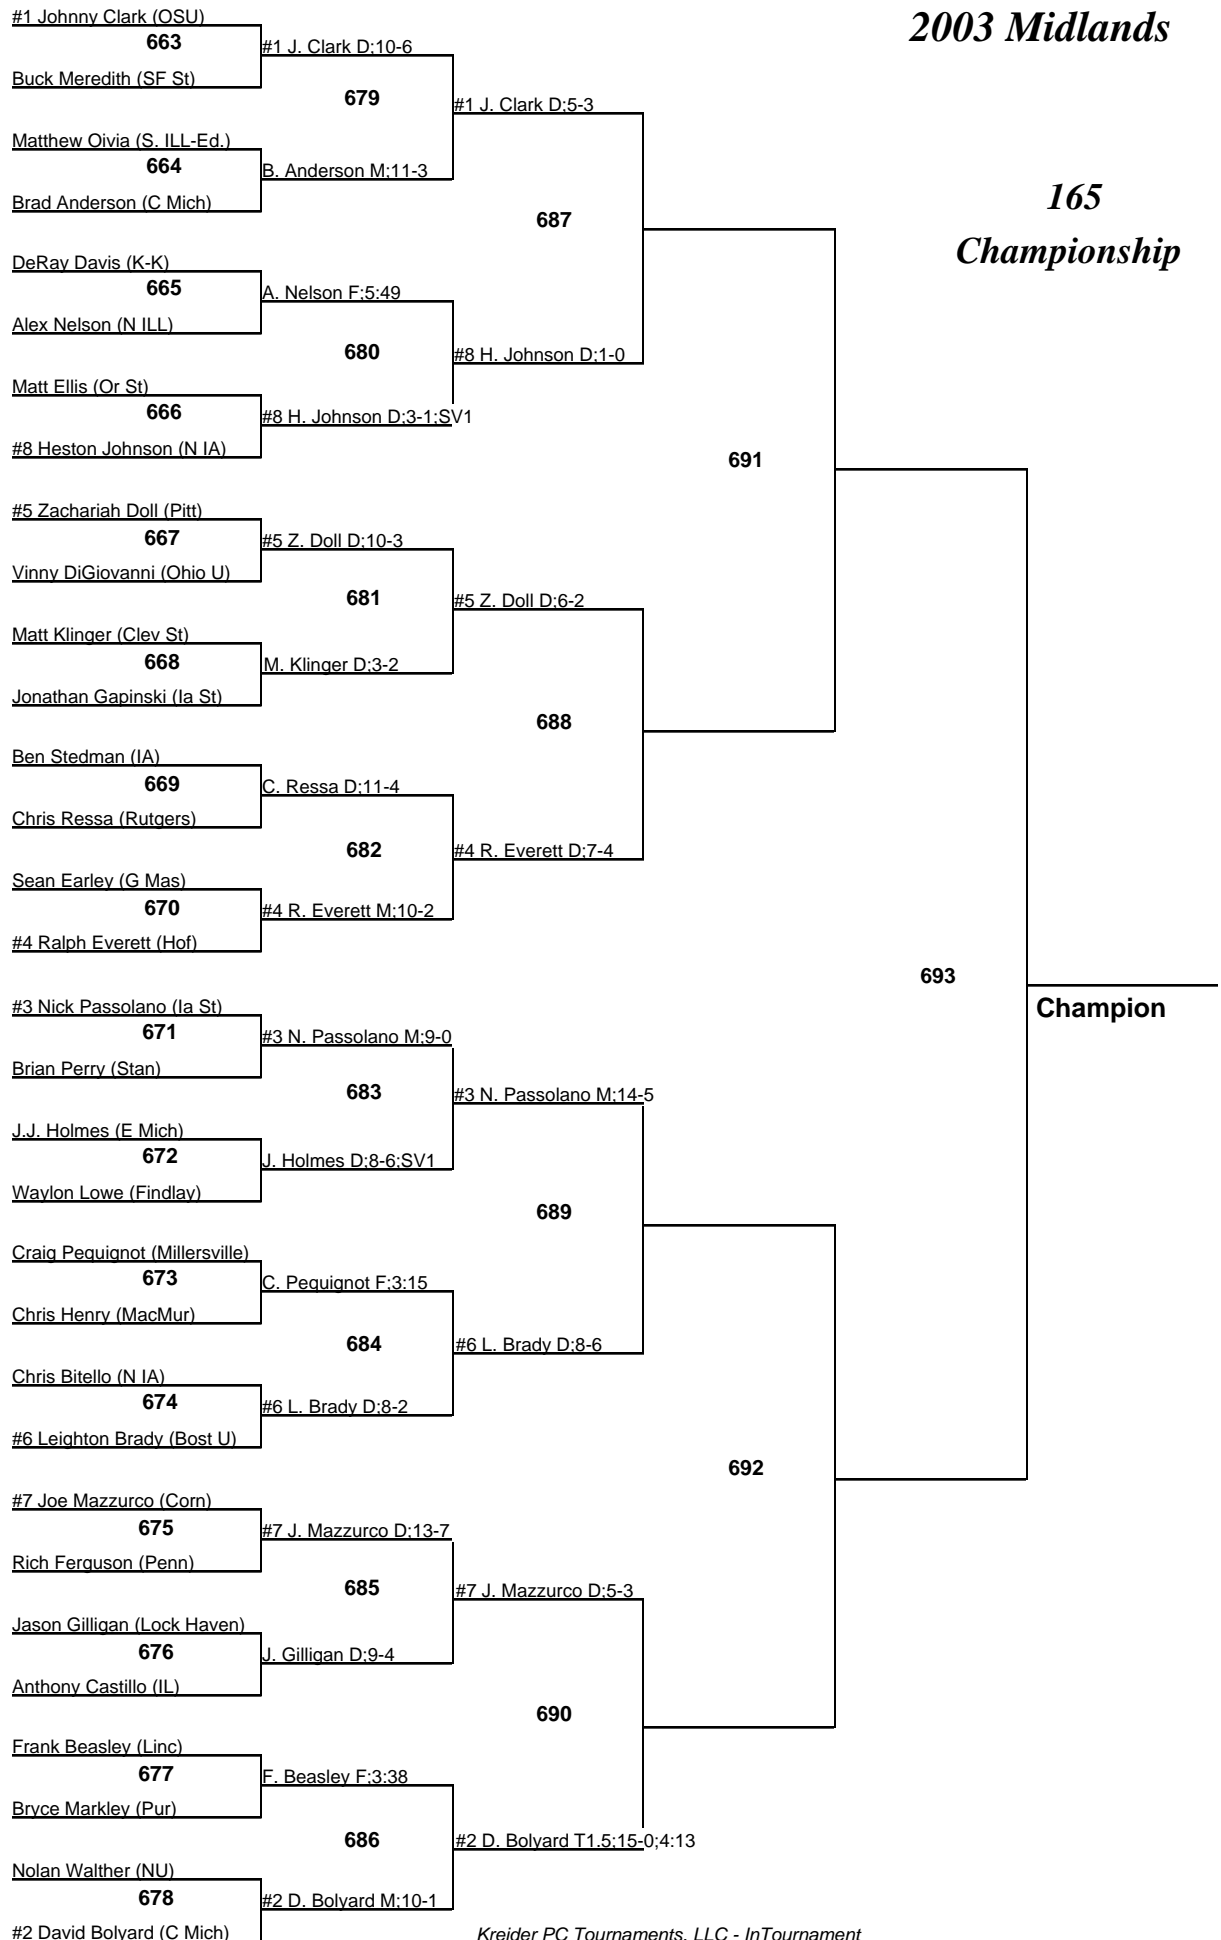 2003 Midlands
165
Championship
#1 Johnny Clark (OSU)
663
Buck Meredith (SF St)
Matthew Oivia (S. ILL-Ed.)
664
Brad Anderson (C Mich)
DeRay Davis (K-K)
665
Alex Nelson (N ILL)
Matt Ellis (Or St)
666
#8 Heston Johnson (N IA)
#5 Zachariah Doll (Pitt)
667
Vinny DiGiovanni (Ohio U)
Matt Klinger (Clev St)
668
Jonathan Gapinski (Ia St)
Ben Stedman (IA)
669
Chris Ressa (Rutgers)
Sean Earley (G Mas)
670
#4 Ralph Everett (Hof)
#3 Nick Passolano (Ia St)
671
Brian Perry (Stan)
J.J. Holmes (E Mich)
672
Waylon Lowe (Findlay)
Craig Pequignot (Millersville)
673
Chris Henry (MacMur)
Chris Bitello (N IA)
674
#6 Leighton Brady (Bost U)
#7 Joe Mazzurco (Corn)
675
Rich Ferguson (Penn)
Jason Gilligan (Lock Haven)
676
Anthony Castillo (IL)
Frank Beasley (Linc)
677
Bryce Markley (Pur)
Nolan Walther (NU)
678
#2 David Bolyard (C Mich)
#1 J. Clark D;10-6
679
B. Anderson M;11-3
A. Nelson F;5:49
680
#8 H. Johnson D;3-1;SV1
#5 Z. Doll D;10-3
681
M. Klinger D;3-2
C. Ressa D;11-4
682
#4 R. Everett M;10-2
#3 N. Passolano M;9-0
683
J. Holmes D;8-6;SV1
C. Pequignot F;3:15
684
#6 L. Brady D;8-2
#7 J. Mazzurco D;13-7
685
J. Gilligan D;9-4
F. Beasley F;3:38
686
#2 D. Bolyard M;10-1
#1 J. Clark D;5-3
687
#8 H. Johnson D;1-0
#5 Z. Doll D;6-2
688
#4 R. Everett D;7-4
#3 N. Passolano M;14-5
689
#6 L. Brady D;8-6
#7 J. Mazzurco D;5-3
690
#2 D. Bolyard T1.5;15-0;4:13
691
692
693
Champion
Kreider PC Tournaments, LLC - InTournament